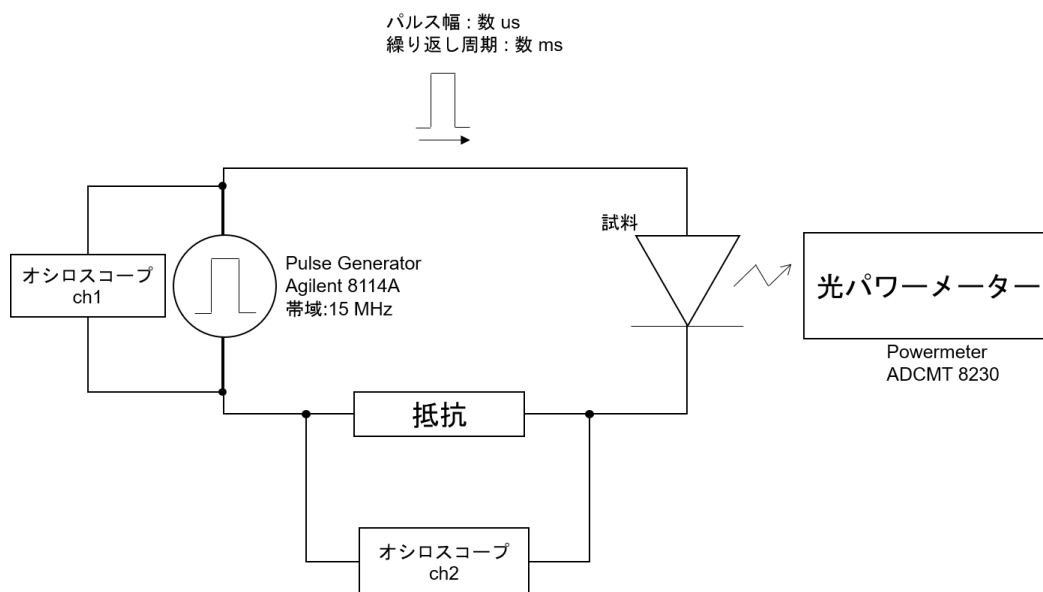 パルス幅 : 数 us
繰り返し周期 : 数 ms
試料
オシロスコープ
ch1
Pulse Generator
Agilent 8114A
帯域:15 MHz
光パワーメーター
Powermeter
ADCMT 8230
抵抗
オシロスコープ
ch2